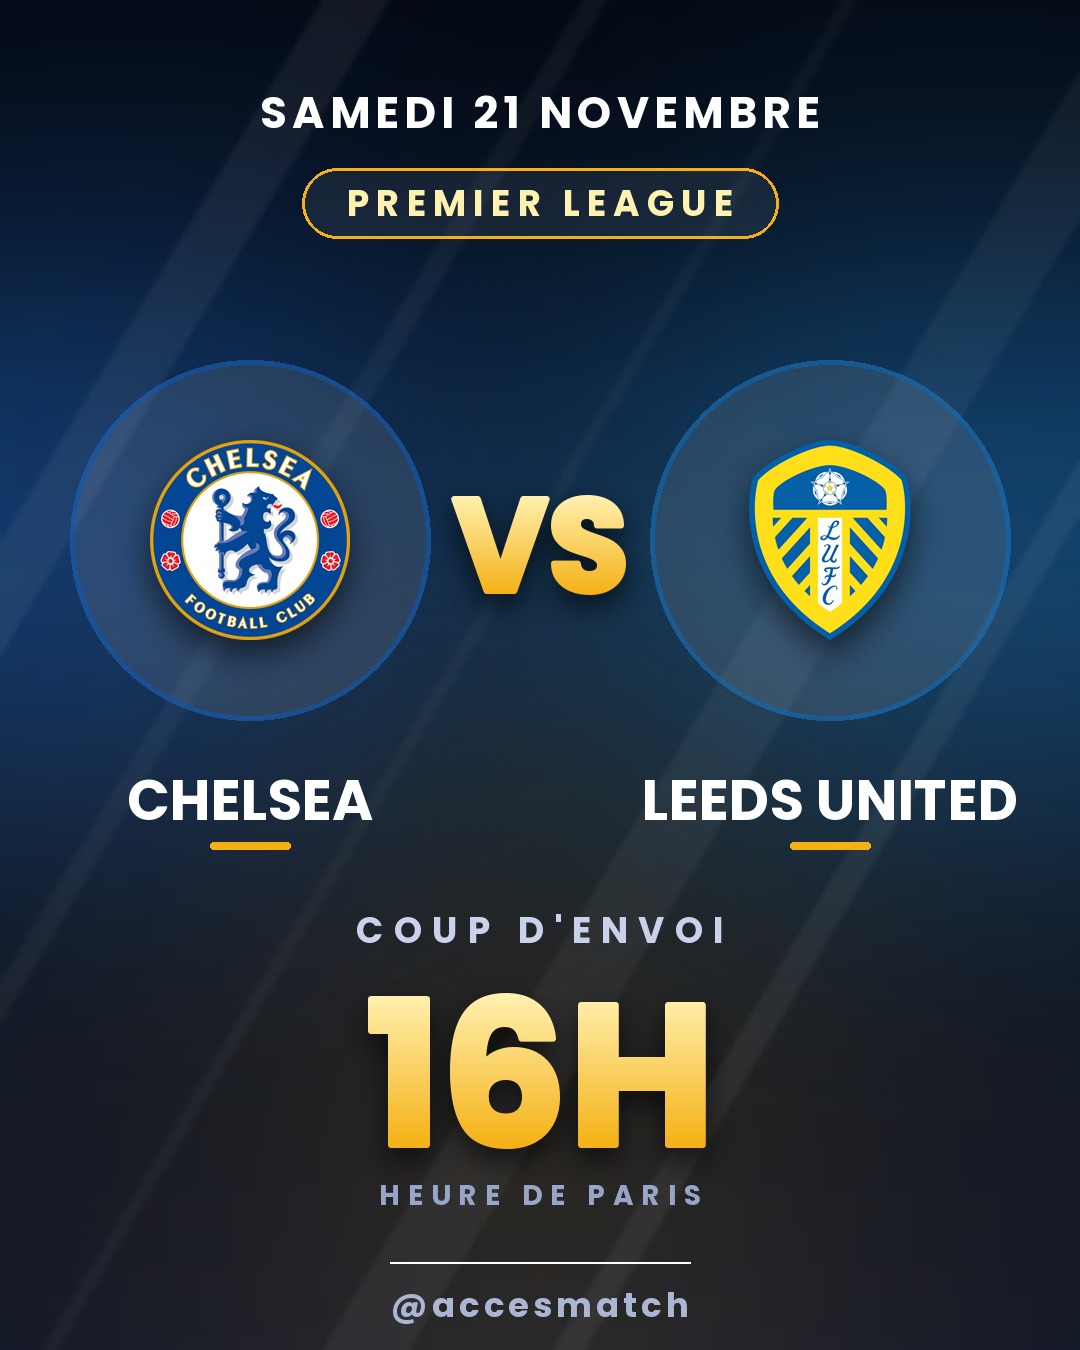 SAMEDI 21 NOVEMBRE
PREMIER LEAGUE
CHELSEA
FOOTBALL CLUB
VS
LUFC
CHELSEA
LEEDS UNITED
COUP D'ENVOI
16H
HEURE DE PARIS
@accesmatch